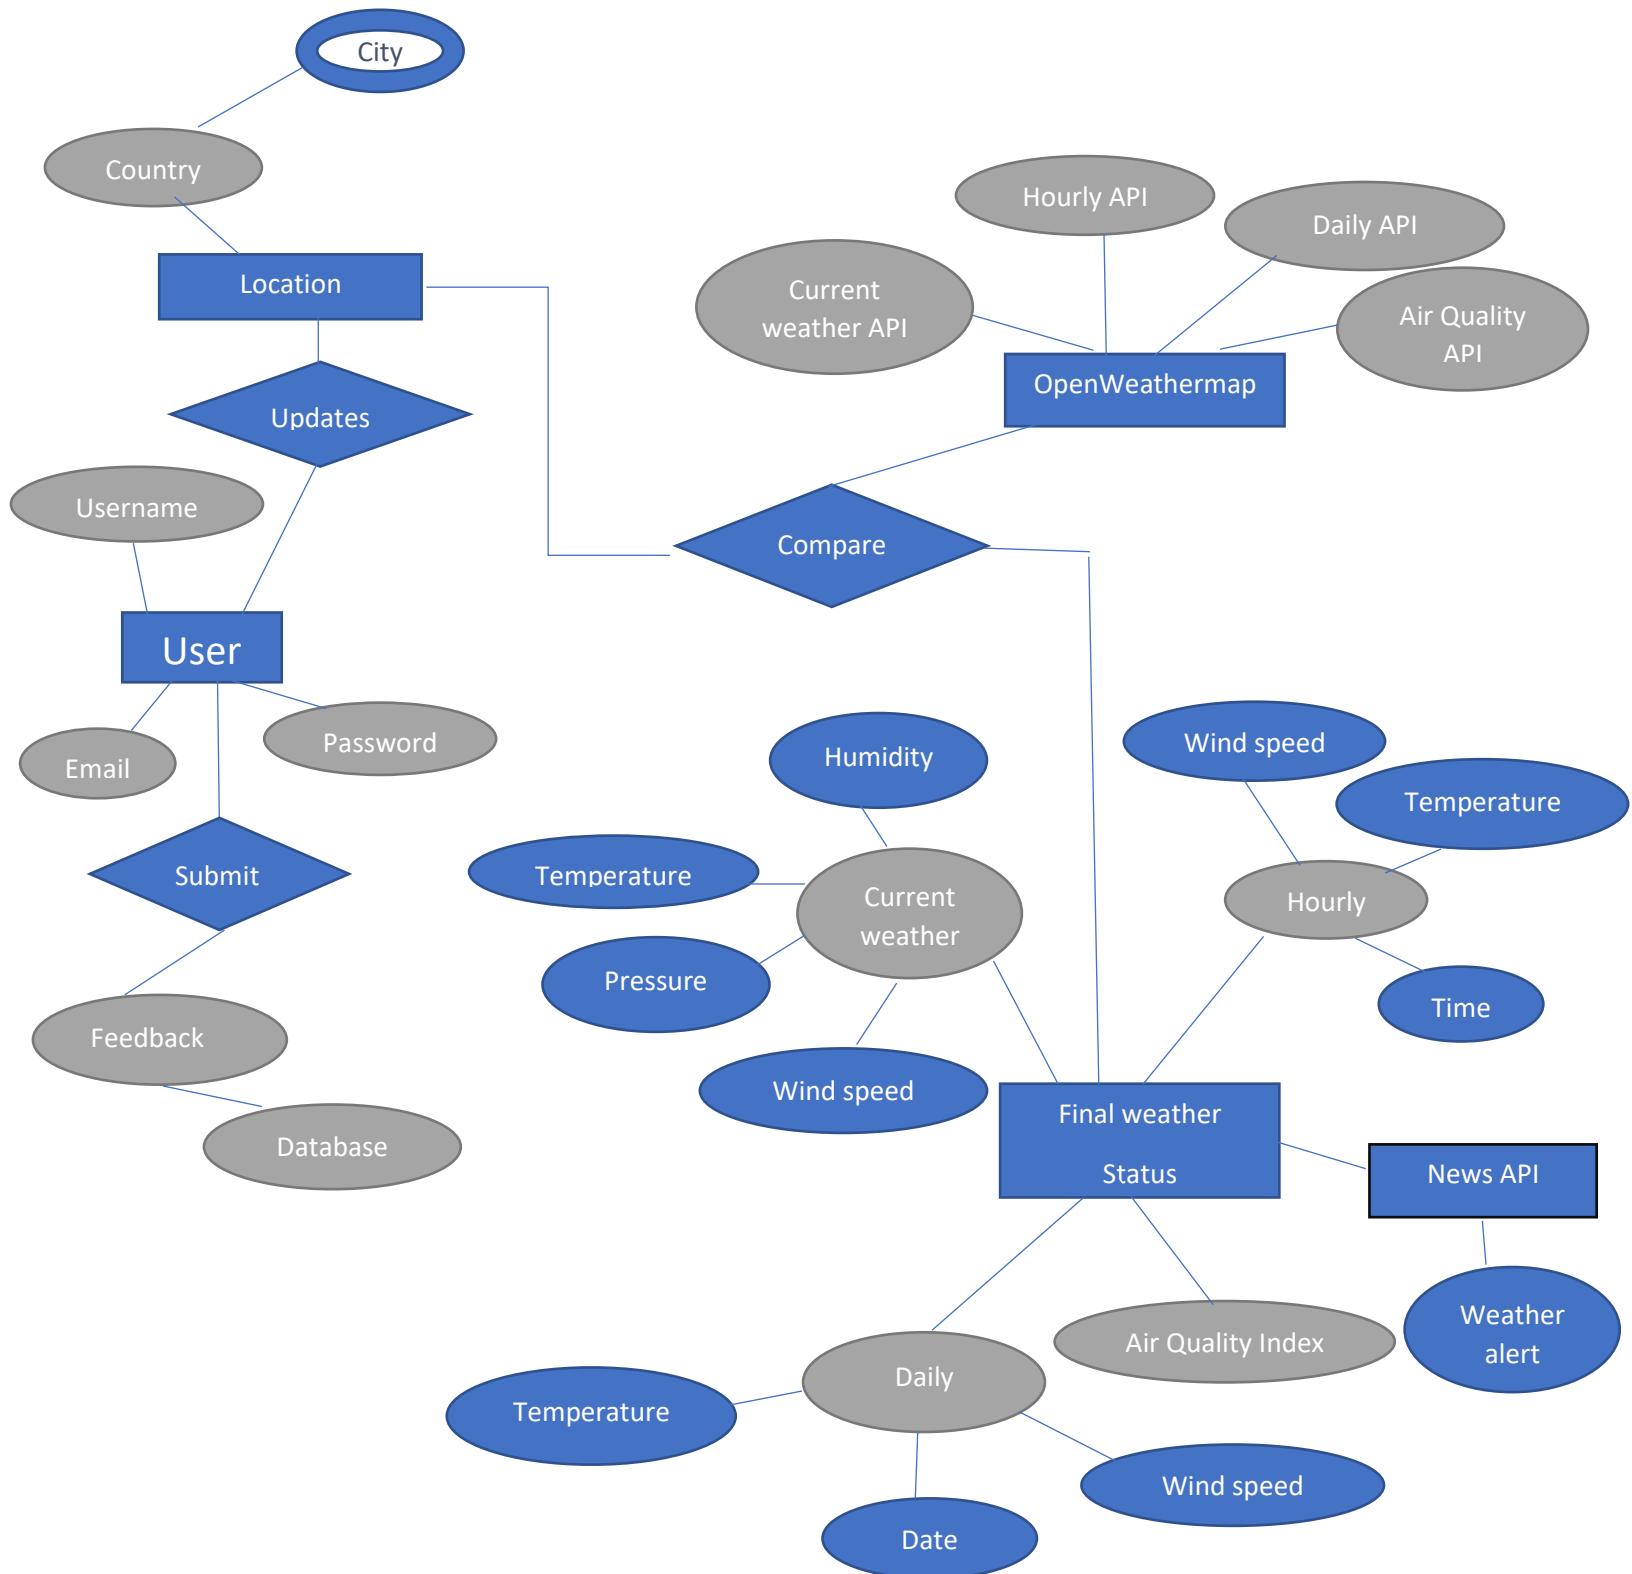 City
Country
Hourly API
Daily API
Location
Current
weather API
Air Quality
API
OpenWeathermap
Updates
Username
Compare
User
Email
Password
Humidity
Wind speed
Temperature
Submit
Temperature
Current
weather
Hourly
Pressure
Time
Feedback
Wind speed
Database
Final weather
Status
News API
Weather
alert
Air Quality Index
Daily
Temperature
Wind speed
Date